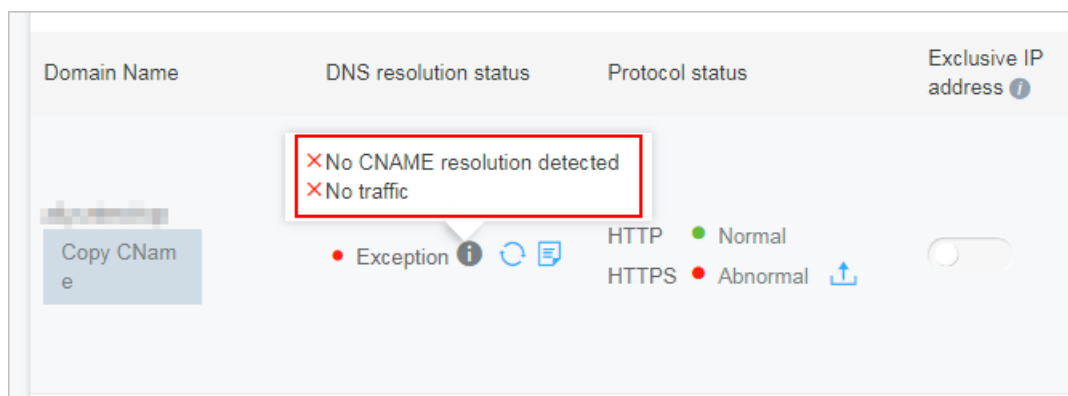 Domain Name
DNS resolution status
Protocol status
Exclusive IP
address
No CNAME resolution detected
No traffic
Copy CNam
e
Exception
HTTP Normal
HTTPS Abnormal